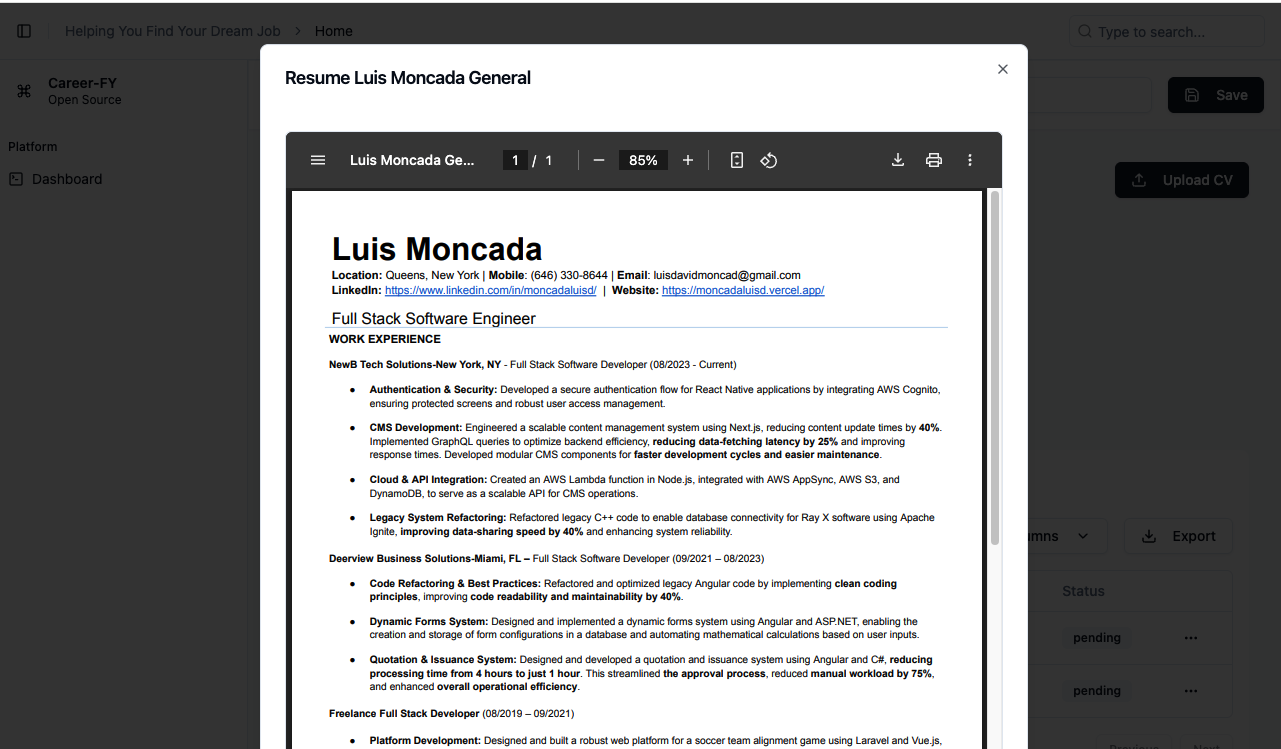 Helping You Find Your Dream Job > Home
Type to search...
Career-FY
Open Source
Save
Platform
Dashboard
Upload CV
Resume Luis Moncada General
Luis Moncada Ge... 1 / 1 85%
Luis Moncada
Location: Queens, New York | Mobile: (646) 330-8644 | Email: luisdavidmoncad@gmail.com
LinkedIn: https://www.linkedin.com/in/moncadaluisd/ | Website: https://moncadaluisd.vercel.app/
Full Stack Software Engineer
WORK EXPERIENCE
NewB Tech Solutions-New York, NY - Full Stack Software Developer (08/2023 - Current)
● Authentication & Security: Developed a secure authentication flow for React Native applications by integrating AWS Cognito,
ensuring protected screens and robust user access management.
● CMS Development: Engineered a scalable content management system using Next.js, reducing content update times by 40%.
Implemented GraphQL queries to optimize backend efficiency, reducing data-fetching latency by 25% and improving
response times. Developed modular CMS components for faster development cycles and easier maintenance.
● Cloud & API Integration: Created an AWS Lambda function in Node.js, integrated with AWS AppSync, AWS S3, and
DynamoDB, to serve as a scalable API for CMS operations.
● Legacy System Refactoring: Refactored legacy C++ code to enable database connectivity for Ray X software using Apache
Ignite, improving data-sharing speed by 40% and enhancing system reliability.
Deerview Business Solutions-Miami, FL – Full Stack Software Developer (09/2021 – 08/2023)
● Code Refactoring & Best Practices: Refactored and optimized legacy Angular code by implementing clean coding
principles, improving code readability and maintainability by 40%.
● Dynamic Forms System: Designed and implemented a dynamic forms system using Angular and ASP.NET, enabling the
creation and storage of form configurations in a database and automating mathematical calculations based on user inputs.
● Quotation & Issuance System: Designed and developed a quotation and issuance system using Angular and C#, reducing
processing time from 4 hours to just 1 hour. This streamlined the approval process, reduced manual workload by 75%,
and enhanced overall operational efficiency.
Freelance Full Stack Developer (08/2019 – 09/2021)
● Platform Development: Designed and built a robust web platform for a soccer team alignment game using Laravel and Vue.js,
Export
Status
pending
pending